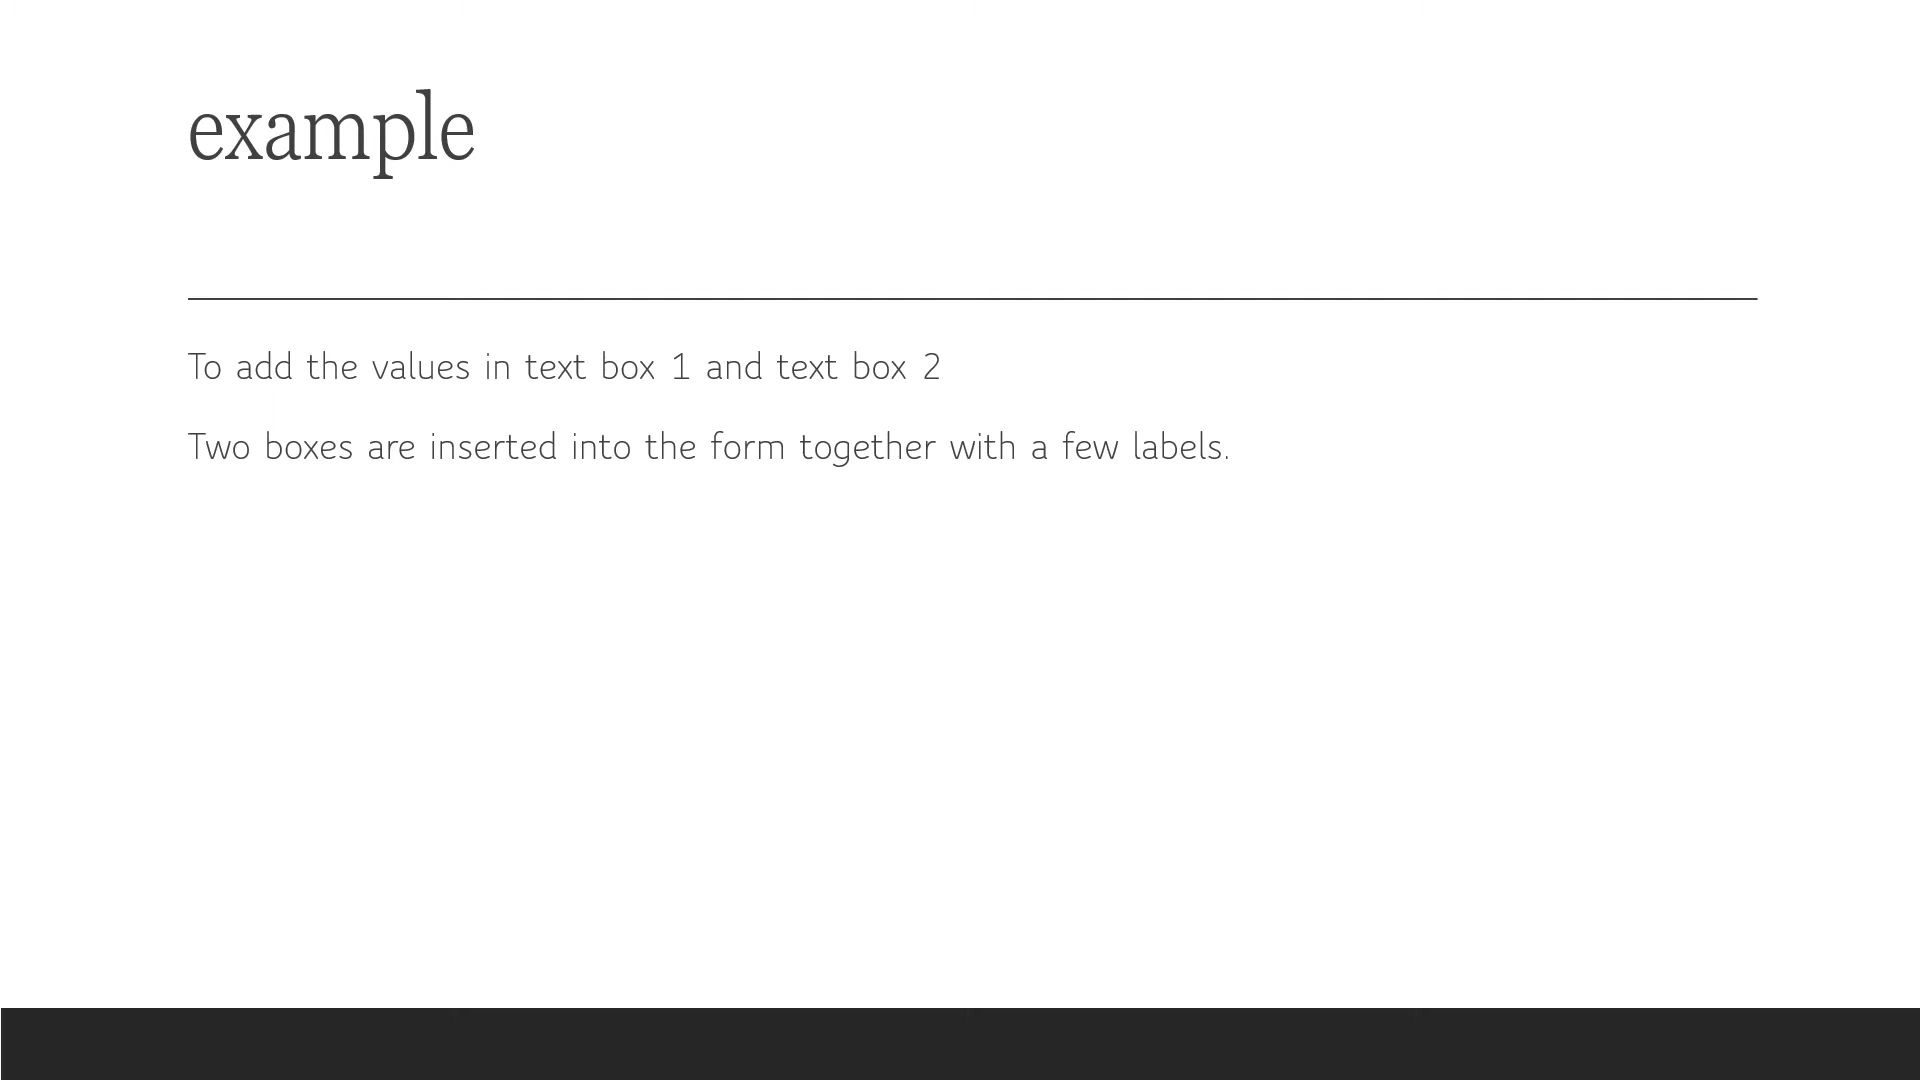 example
To add the values in text box 1 and text box 2
Two boxes are inserted into the form together with a few labels.